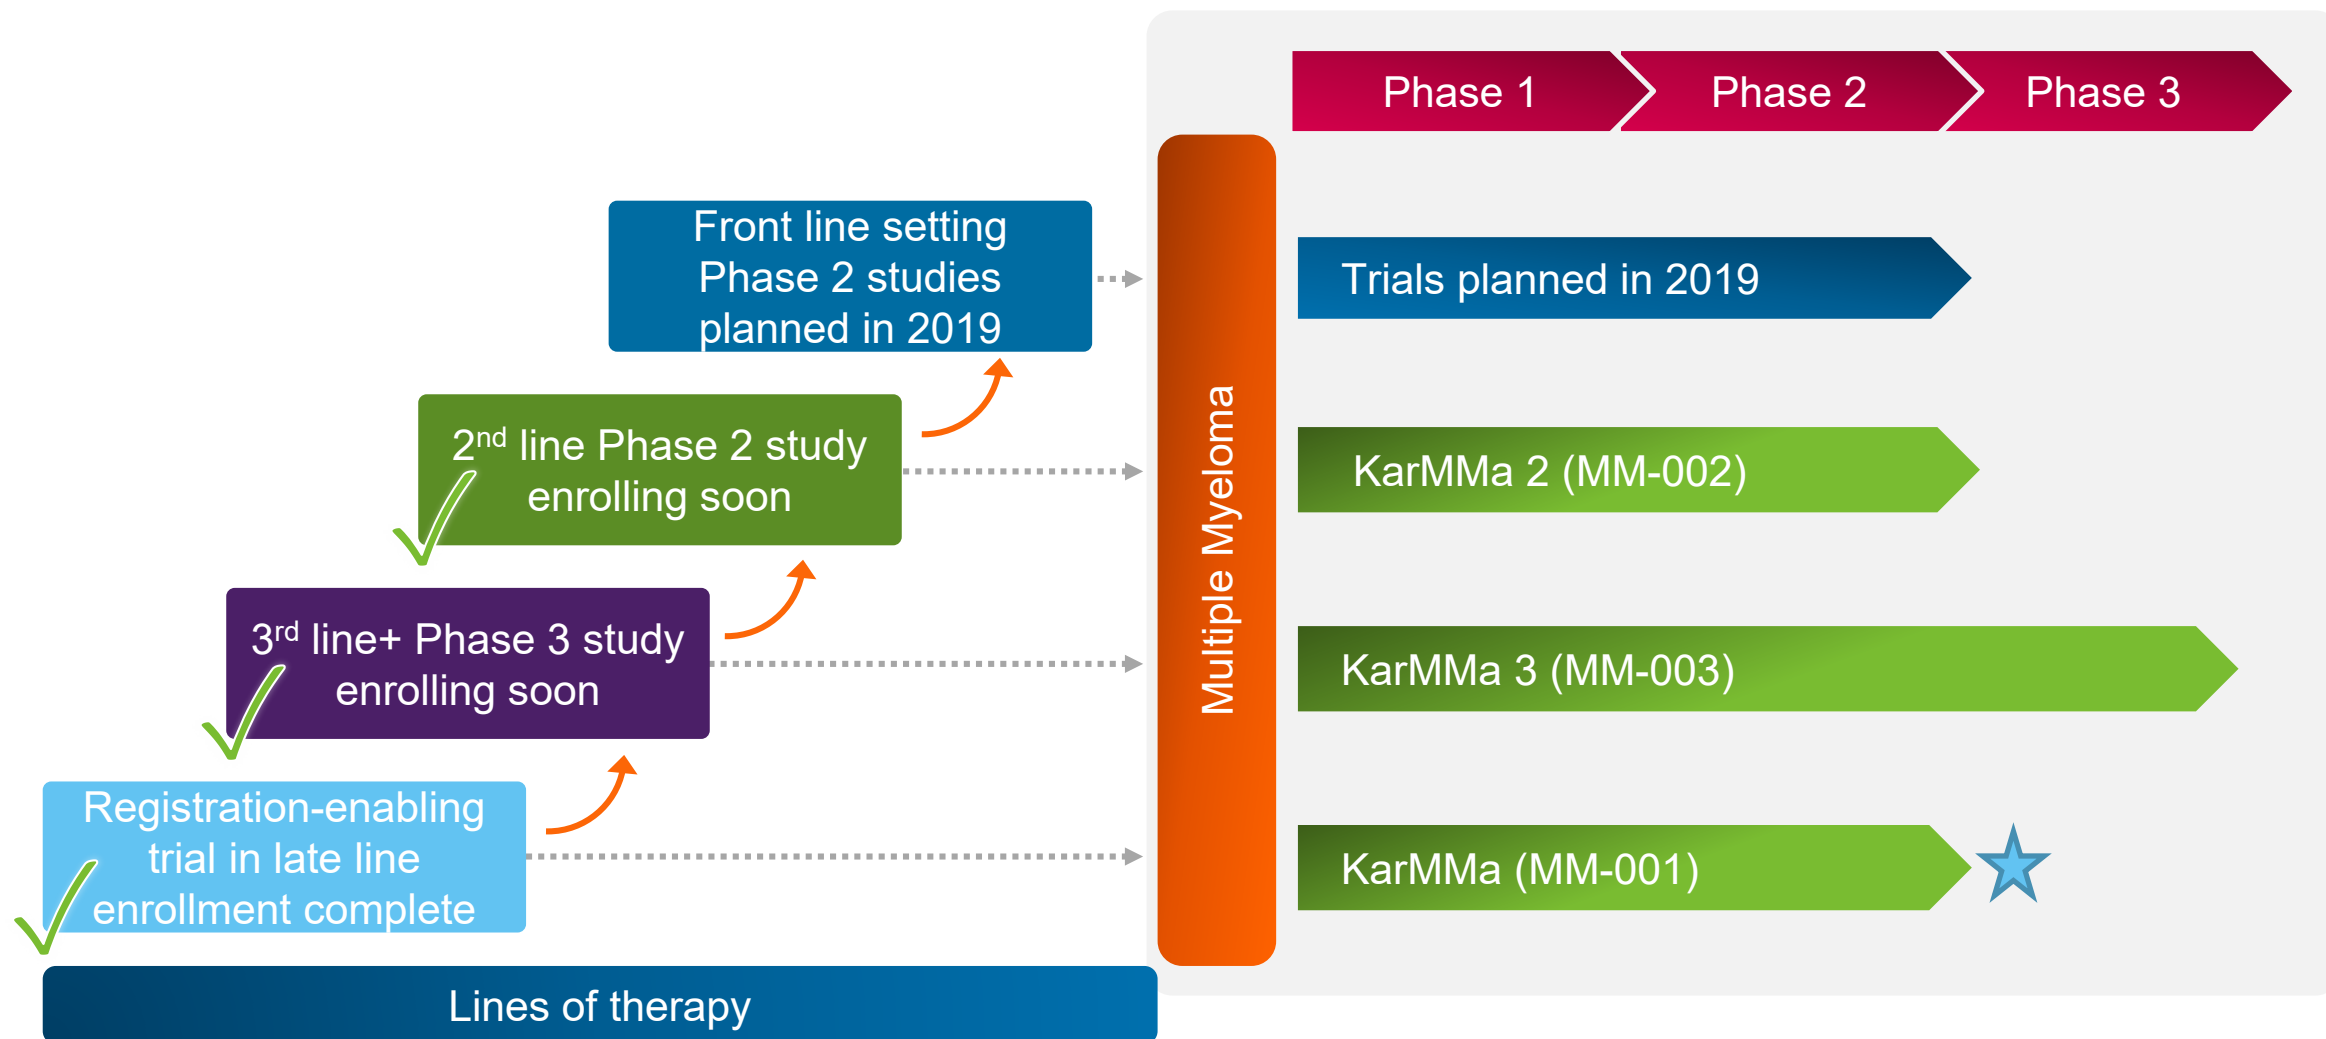 Phase 1
Phase 2
Phase 3
Front line setting
Phase 2 studies
planned in 2019
Trials planned in 2019
2nd line Phase 2 study
enrolling soon
KarMMa 2 (MM-002)
Multiple Myeloma
3rd line+ Phase 3 study
enrolling soon
KarMMa 3 (MM-003)
Registration-enabling
trial in late line
enrollment complete
KarMMa (MM-001)
Lines of therapy